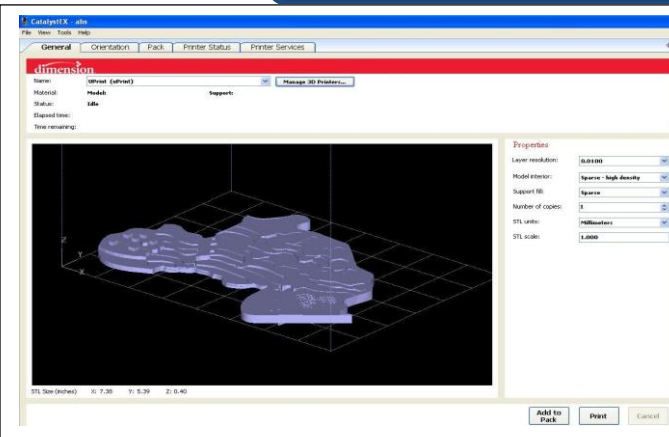 CatalystEX - abs
File View Tools Help
General Orientation Pack Printer Status Printer Services
dimension
Name: UPrint (uPrint) Manage 3D Printers...
Material: Model: Support:
Status: Idle
Elapsed time:
Time remaining:
Properties
Layer resolution: 0.0100
Model interior: Sparse - high density
Support fill: Sparse
Number of copies: 1
STL units: Millimeters
STL scale: 1.000
Z
Y
X
STL Size (inches) X: 7.38 Y: 5.39 Z: 0.40
Add to Pack Print Cancel